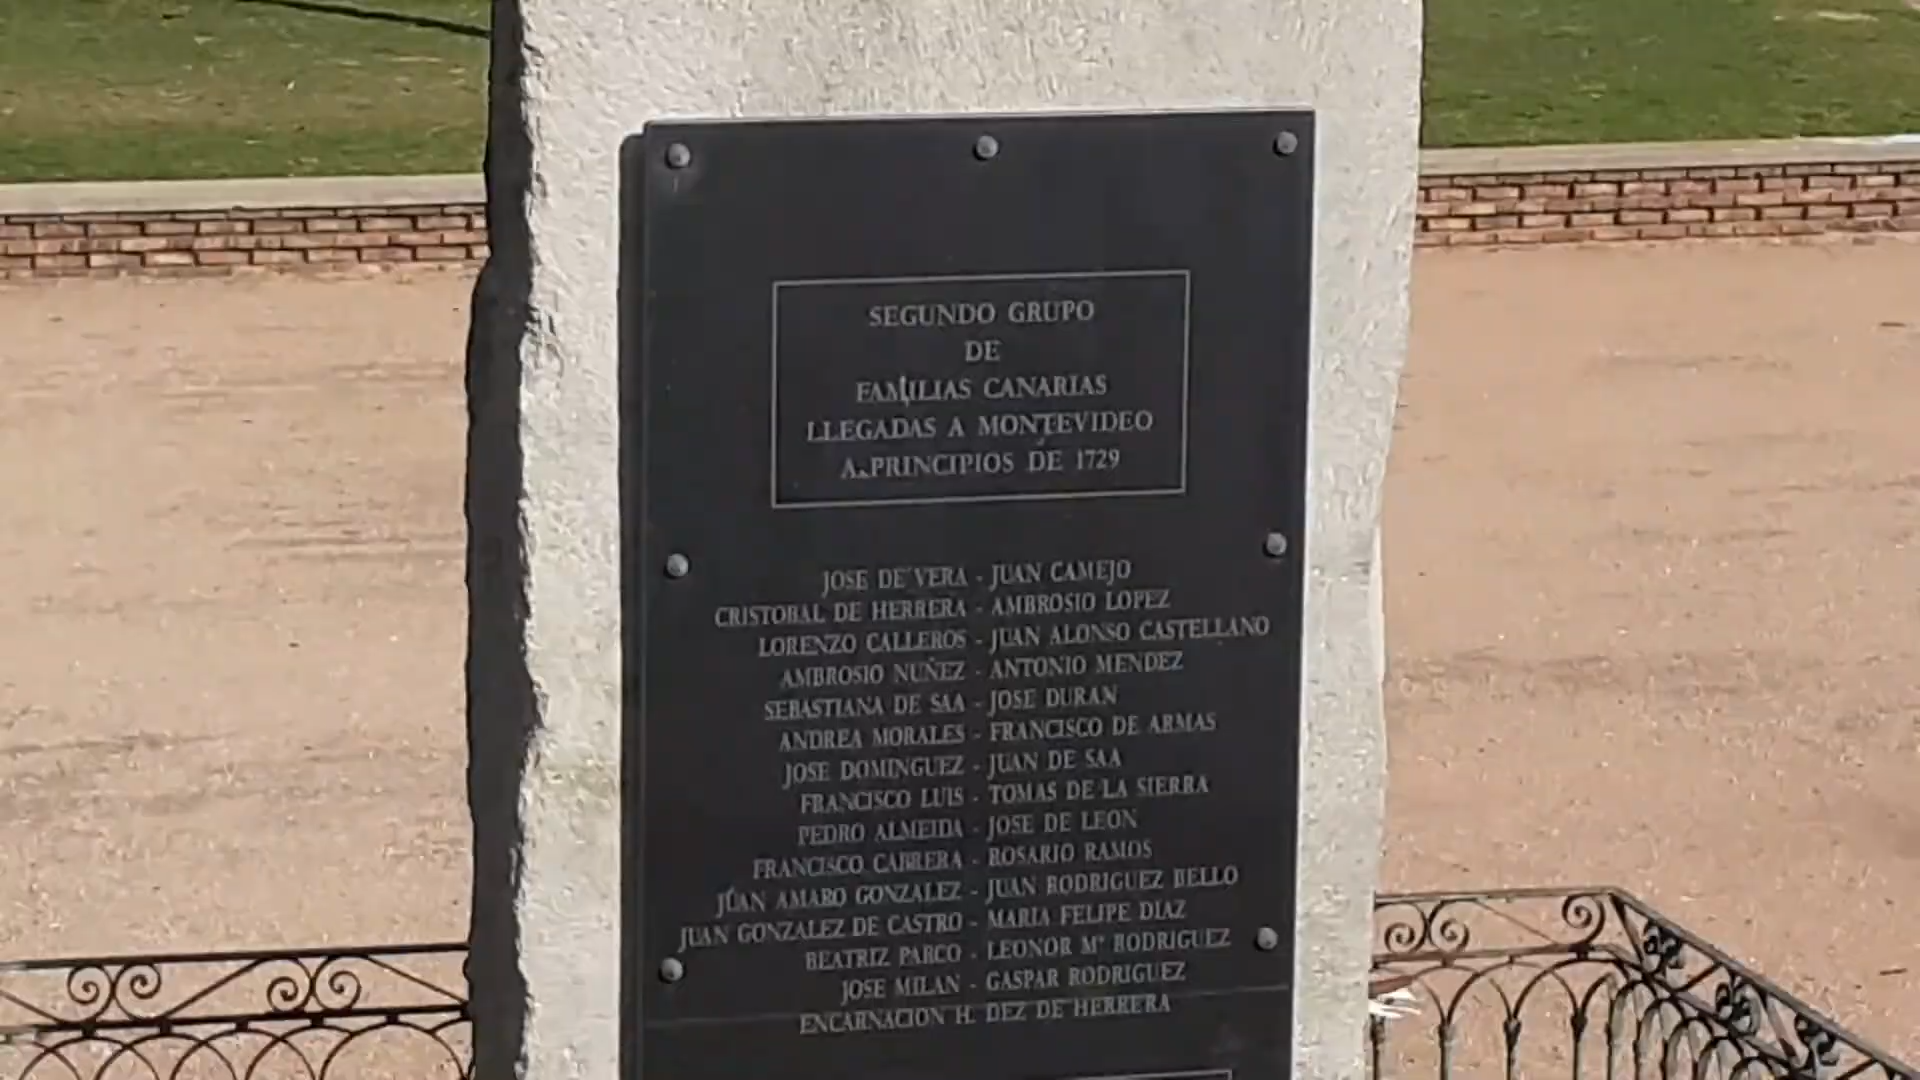 SEGUNDO GRUPO
DE
FAMILIAS CANARIAS
LLEGADAS A MONTEVIDEO
A PRINCIPIOS DE 1729
JOSE DE VERA - JUAN CAMEJO
CRISTOBAL DE HERRERA - AMBROSIO LOPEZ
LORENZO CALLEROS - JUAN ALONSO CASTELLANO
AMBROSIO NUÑEZ - ANTONIO MENDEZ
SEBASTIANA DE SAA - JOSE DURAN
ANDREA MORALES - FRANCISCO DE ARMAS
JOSE DOMINGUEZ - JUAN DE SAA
FRANCISCO LUIS - TOMAS DE LA SIERRA
PEDRO ALMEIDA - JOSE DE LEON
FRANCISCO CABRERA - ROSARIO RAMOS
JUAN AMARO GONZALEZ - JUAN RODRIGUEZ BELLO
JUAN GONZALEZ DE CASTRO - MARIA FELIPE DIAZ
BEATRIZ PARCO - LEONOR Mª RODRIGUEZ
JOSE MILAN - GASPAR RODRIGUEZ
ENCARNACION H. DEZ DE HERRERA